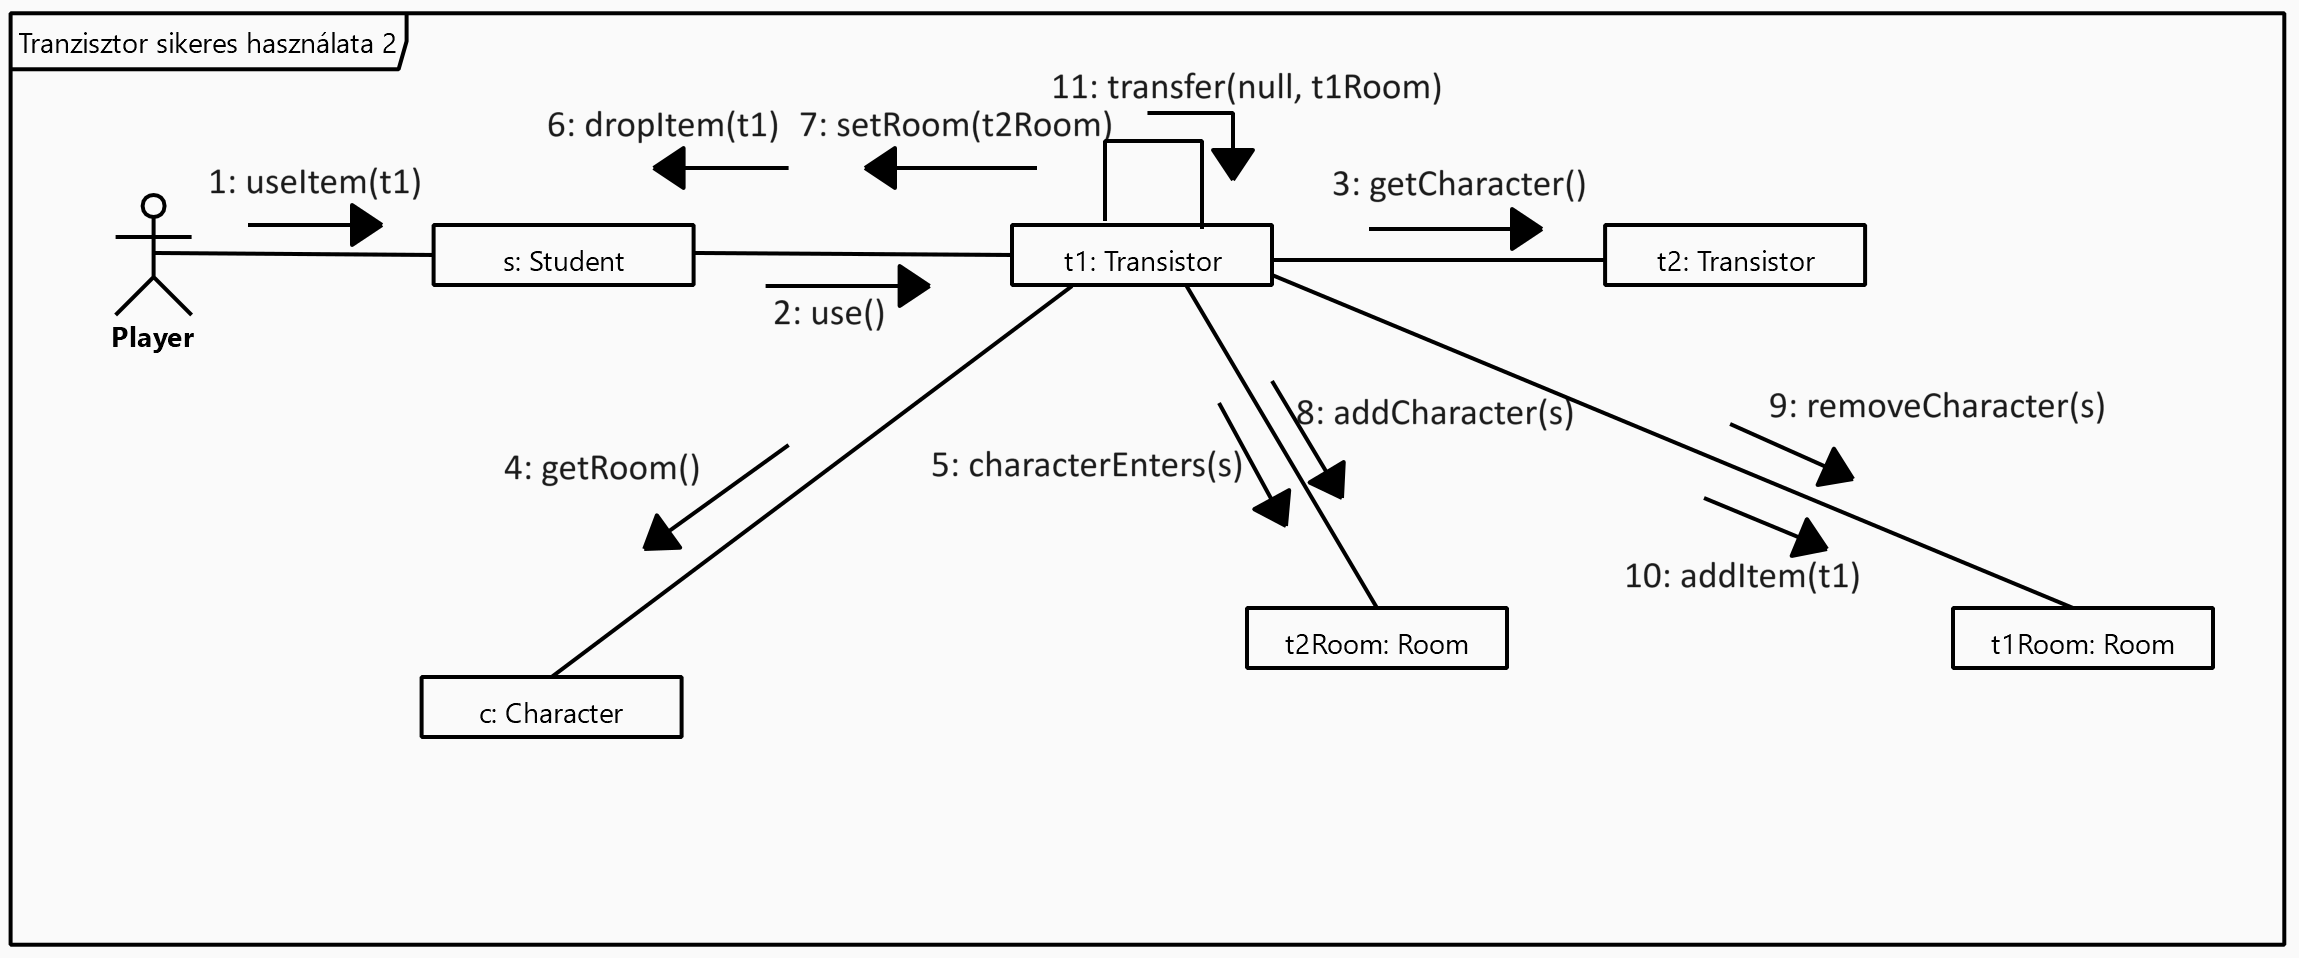 Tranzisztor sikeres használata 2
11: transfer(null, t1Room)
6: dropItem(t1)
7: setRoom(t2Room)
1: useItem(t1)
3: getCharacter()
s: Student
t1: Transistor
t2: Transistor
2: use()
Player
8: addCharacter(s)
9: removeCharacter(s)
4: getRoom()
5: characterEnters(s)
10: addItem(t1)
t2Room: Room
t1Room: Room
c: Character